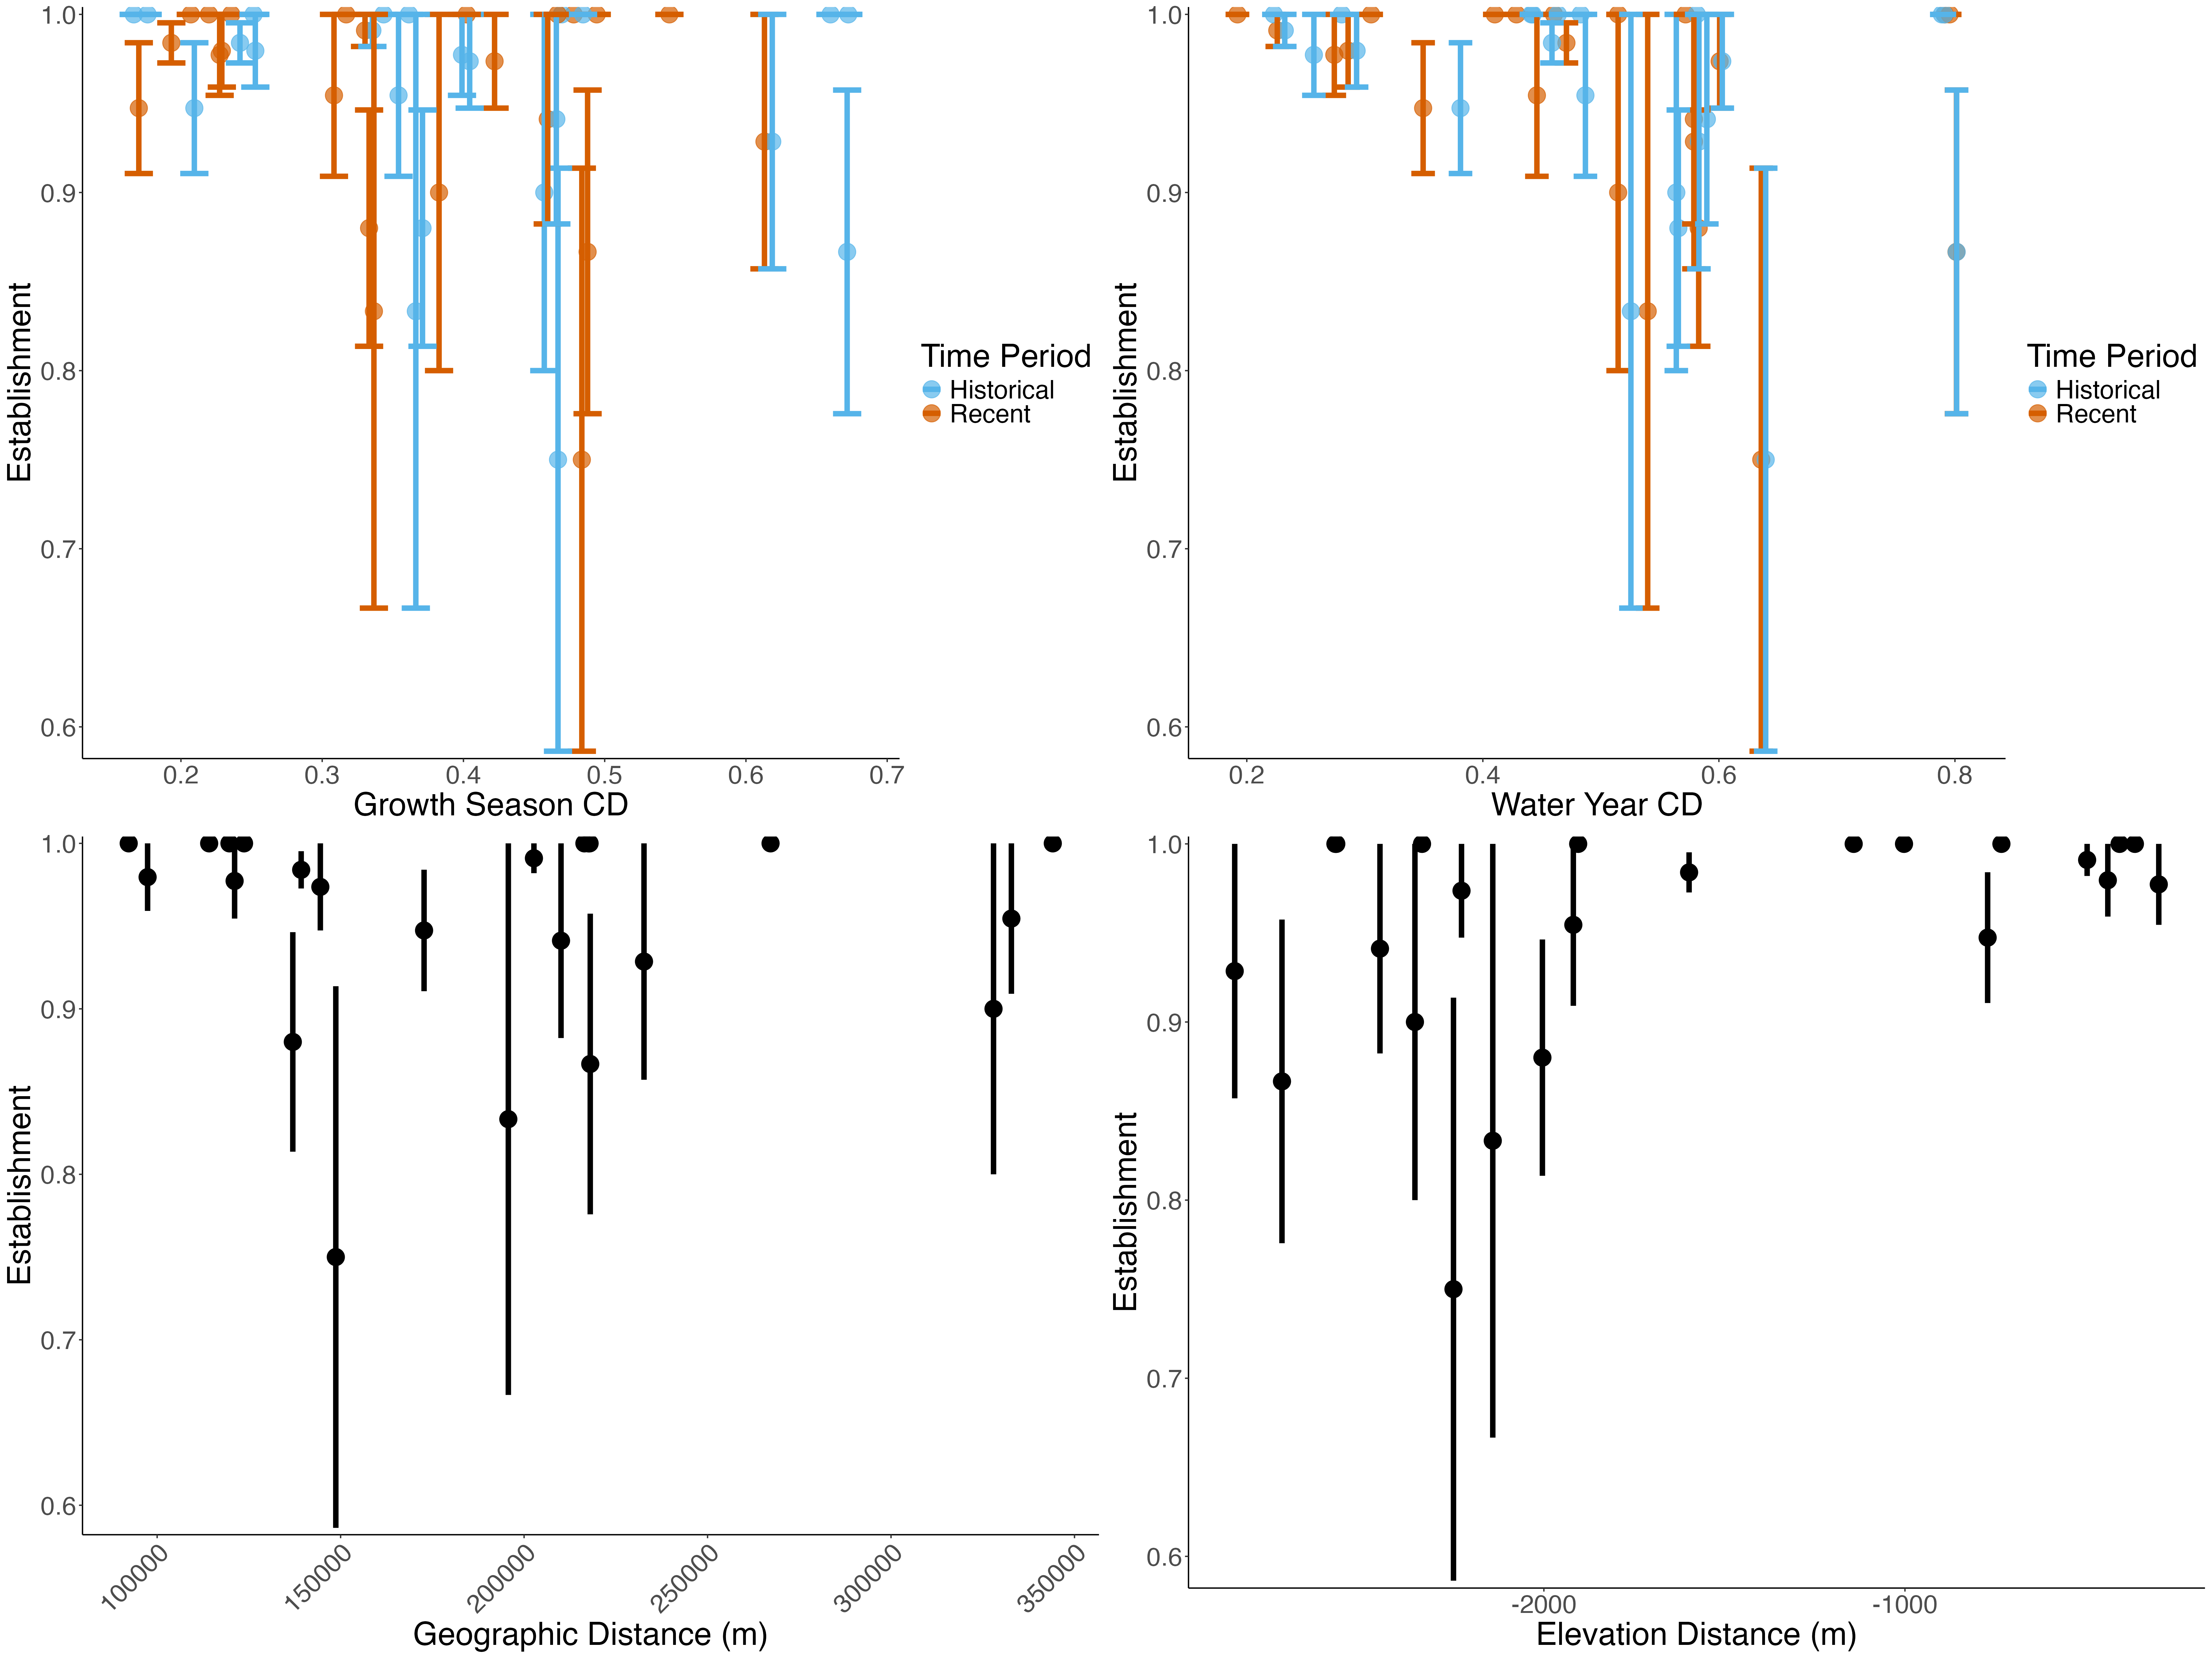 1.0
0.9
0.8
0.7
0.6
Establishment
0.2
0.3
0.4
0.5
0.6
0.7
Growth Season CD
Time Period
Historical
Recent
1.0
0.9
0.8
0.7
0.6
Establishment
0.2
0.4
0.6
0.8
Water Year CD
Time Period
Historical
Recent
1.0
0.9
0.8
0.7
0.6
Establishment
100000
150000
200000
250000
300000
350000
Geographic Distance (m)
1.0
0.9
0.8
0.7
0.6
Establishment
-2000
-1000
Elevation Distance (m)